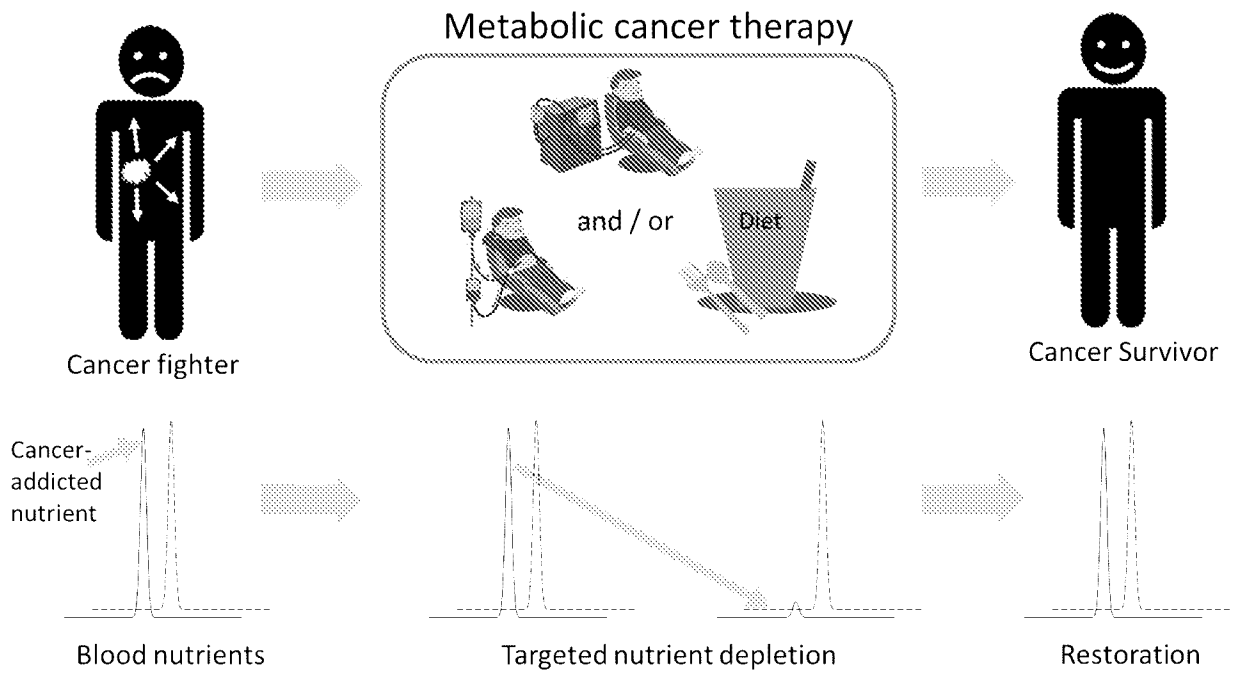 Metabolic cancer therapy
and / or
Diet
Cancer fighter
Cancer Survivor
Cancer-
addicted
nutrient
Blood nutrients
Targeted nutrient depletion
Restoration